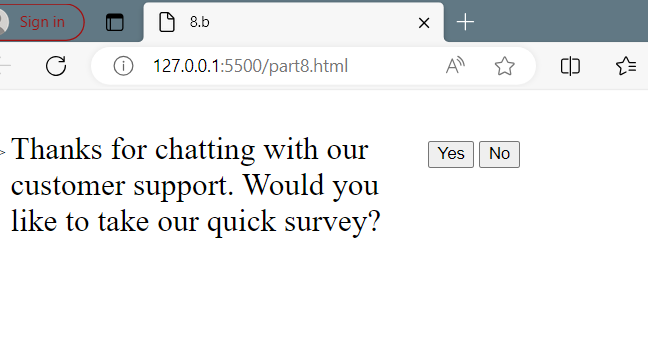 Sign in
8.b
127.0.0.1:5500/part8.html
Thanks for chatting with our
customer support. Would you
like to take our quick survey?
Yes No